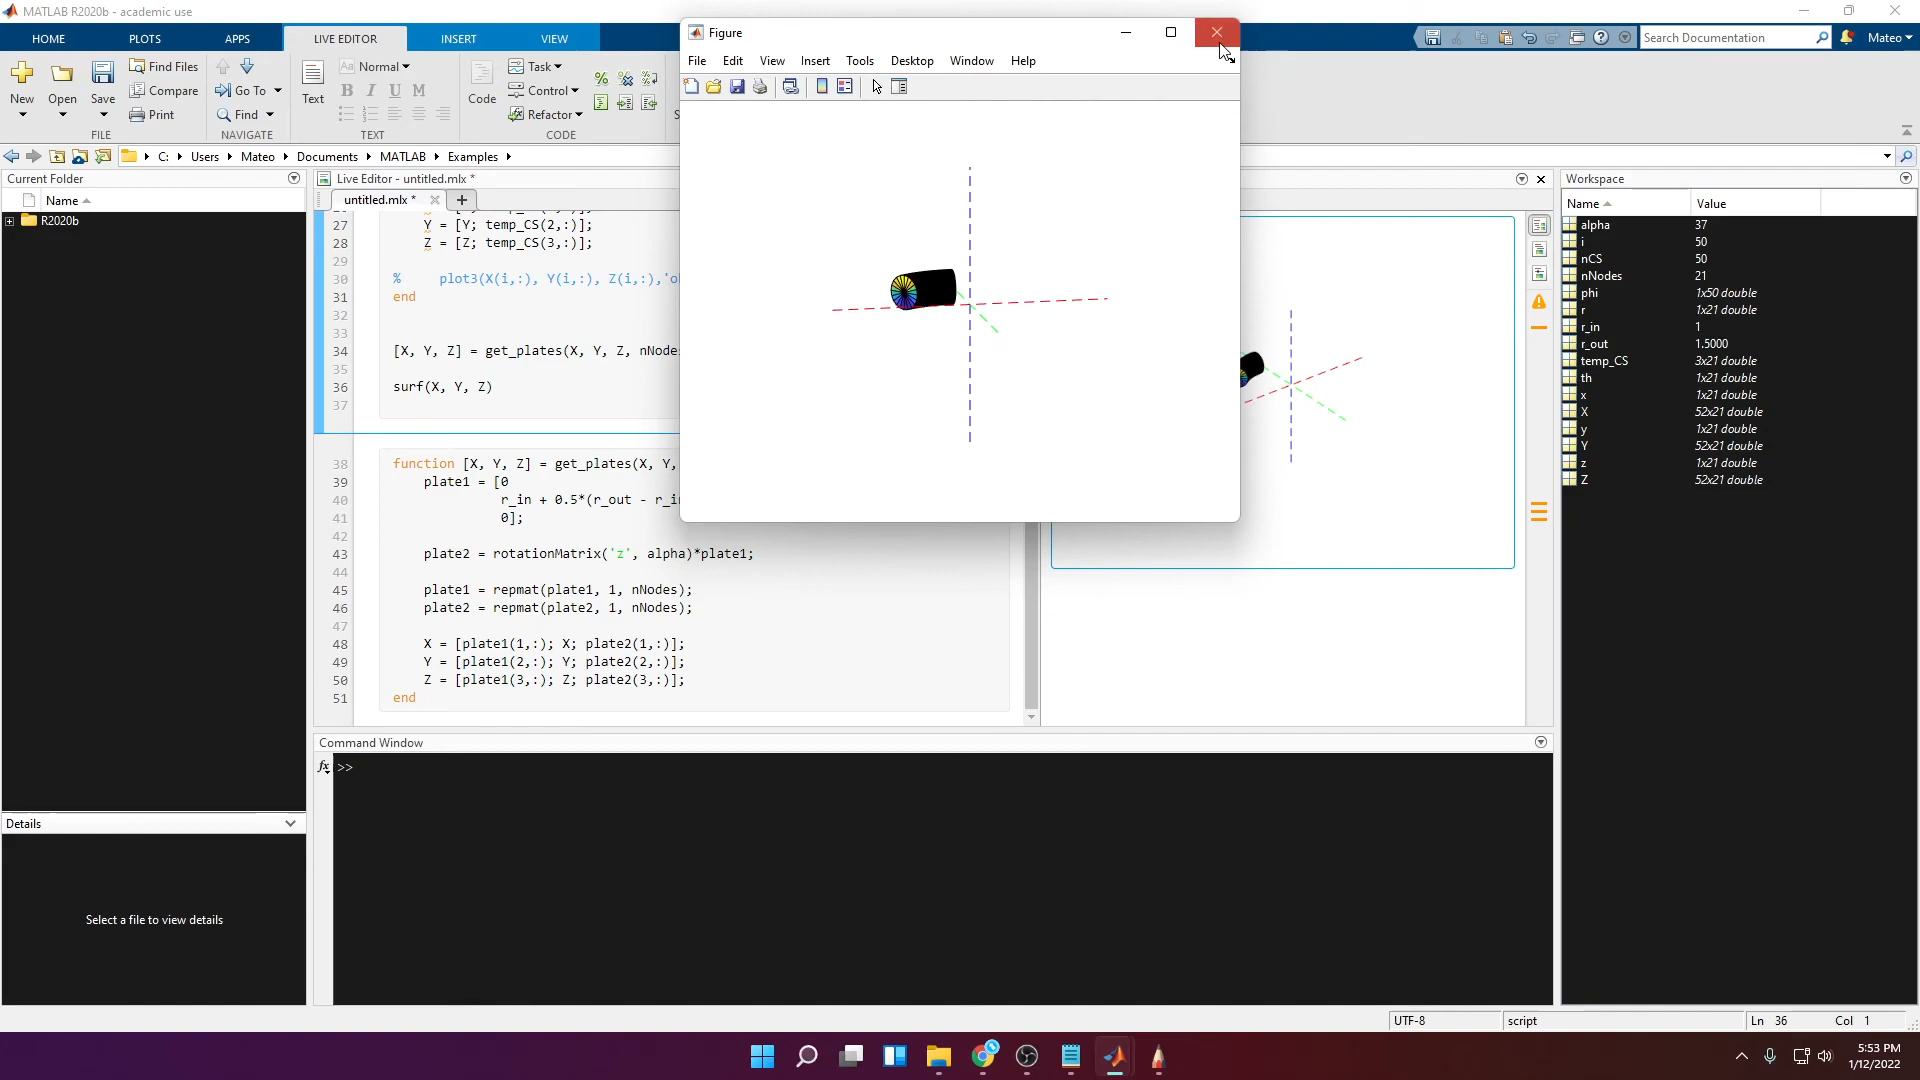 MATLAB R2020b - academic use
HOME PLOTS APPS LIVE EDITOR INSERT VIEW
Search Documentation
Mateo
New Open Save
Find Files
Compare
Print
FILE
Go To
Find
NAVIGATE
Text
Normal
B I U M
TEXT
Code
Task
Control
Refactor
CODE
C: Users Mateo Documents MATLAB Examples
Current Folder
Name
R2020b
Details
Select a file to view details
Live Editor - untitled.mlx *
untitled.mlx *
27 Y = [Y; temp_CS(2,:)];
28 Z = [Z; temp_CS(3,:)];
29
30 % plot3(X(i,:), Y(i,:), Z(i,:),'o
31 end
32
33
34 [X, Y, Z] = get_plates(X, Y, Z, nNode
35
36 surf(X, Y, Z)
37
38 function [X, Y, Z] = get_plates(X, Y,
39 plate1 = [0
40 r_in + 0.5*(r_out - r_i
41 0];
42
43 plate2 = rotationMatrix('z', alpha)*plate1;
44
45 plate1 = repmat(plate1, 1, nNodes);
46 plate2 = repmat(plate2, 1, nNodes);
47
48 X = [plate1(1,:); X; plate2(1,:)];
49 Y = [plate1(2,:); Y; plate2(2,:)];
50 Z = [plate1(3,:); Z; plate2(3,:)];
51 end
Figure
File Edit View Insert Tools Desktop Window Help
Command Window
fx >>
Workspace
Name Value
alpha 37
i 50
nCS 50
nNodes 21
phi 1x50 double
r 1x21 double
r_in 1
r_out 1.5000
temp_CS 3x21 double
th 1x21 double
x 1x21 double
X 52x21 double
y 1x21 double
Y 52x21 double
z 1x21 double
Z 52x21 double
UTF-8 script Ln 36 Col 1
5:53 PM
1/12/2022